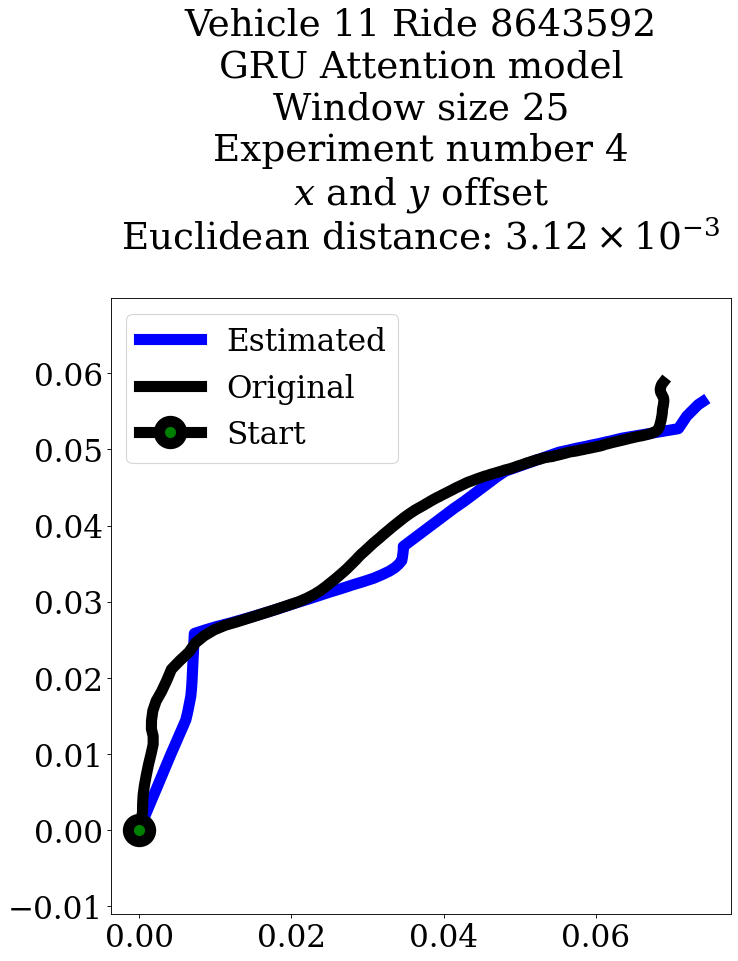 Vehicle 11 Ride 8643592
GRU Attention model
Window size 25
Experiment number 4
x and y offset
Euclidean distance: 3.12 × 10⁻³
Estimated
Original
Start
0.06
0.05
0.04
0.03
0.02
0.01
0.00
−0.01
0.00 0.02 0.04 0.06